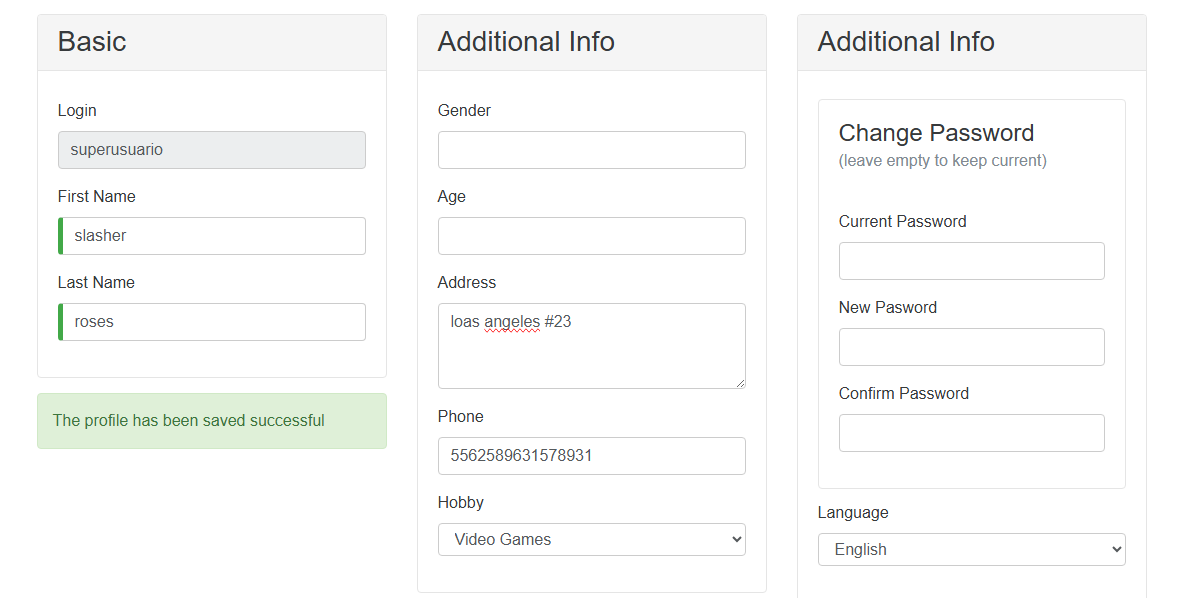 Basic
Login
superusuario
First Name
slasher
Last Name
roses
The profile has been saved successful
Additional Info
Gender
Age
Address
loas angeles #23
Phone
5562589631578931
Hobby
Video Games
Additional Info
Change Password
(leave empty to keep current)
Current Password
New Pasword
Confirm Password
Language
English